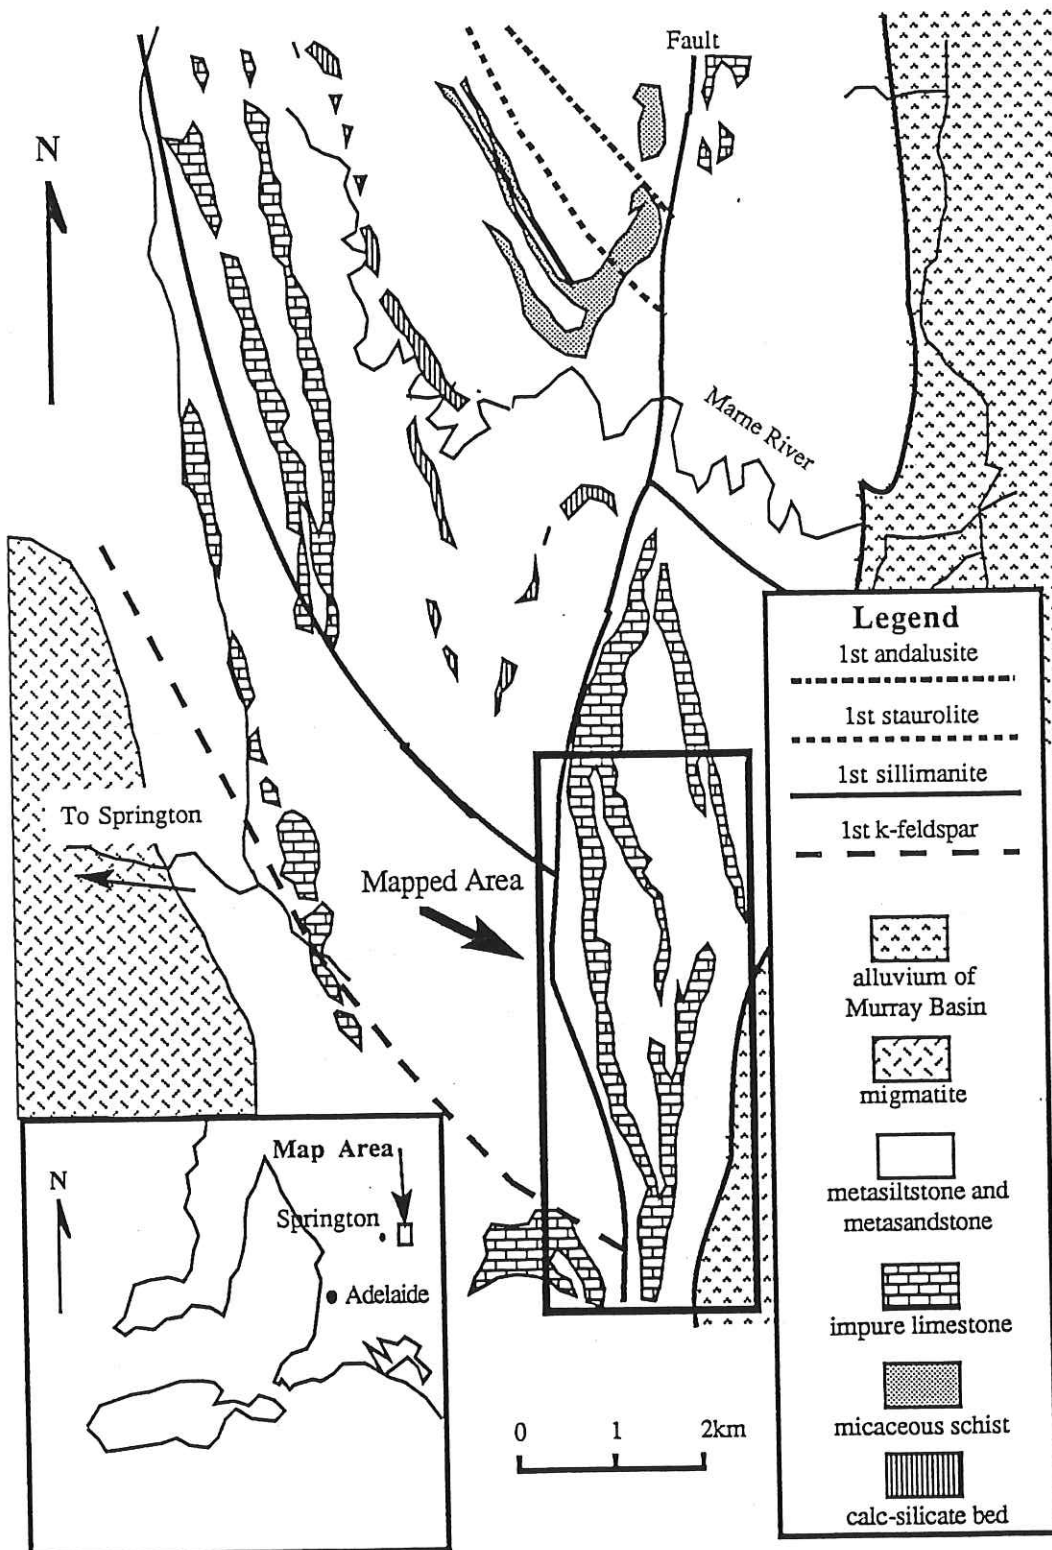 Fault
N
Marne River
To Springton
Mapped Area
Legend
1st andalusite
1st staurolite
1st sillimanite
1st k-feldspar
alluvium of
Murray Basin
migmatite
metasiltstone and
metasandstone
impure limestone
micaceous schist
calc-silicate bed
Map Area
N
Springton
Adelaide
0 1 2km